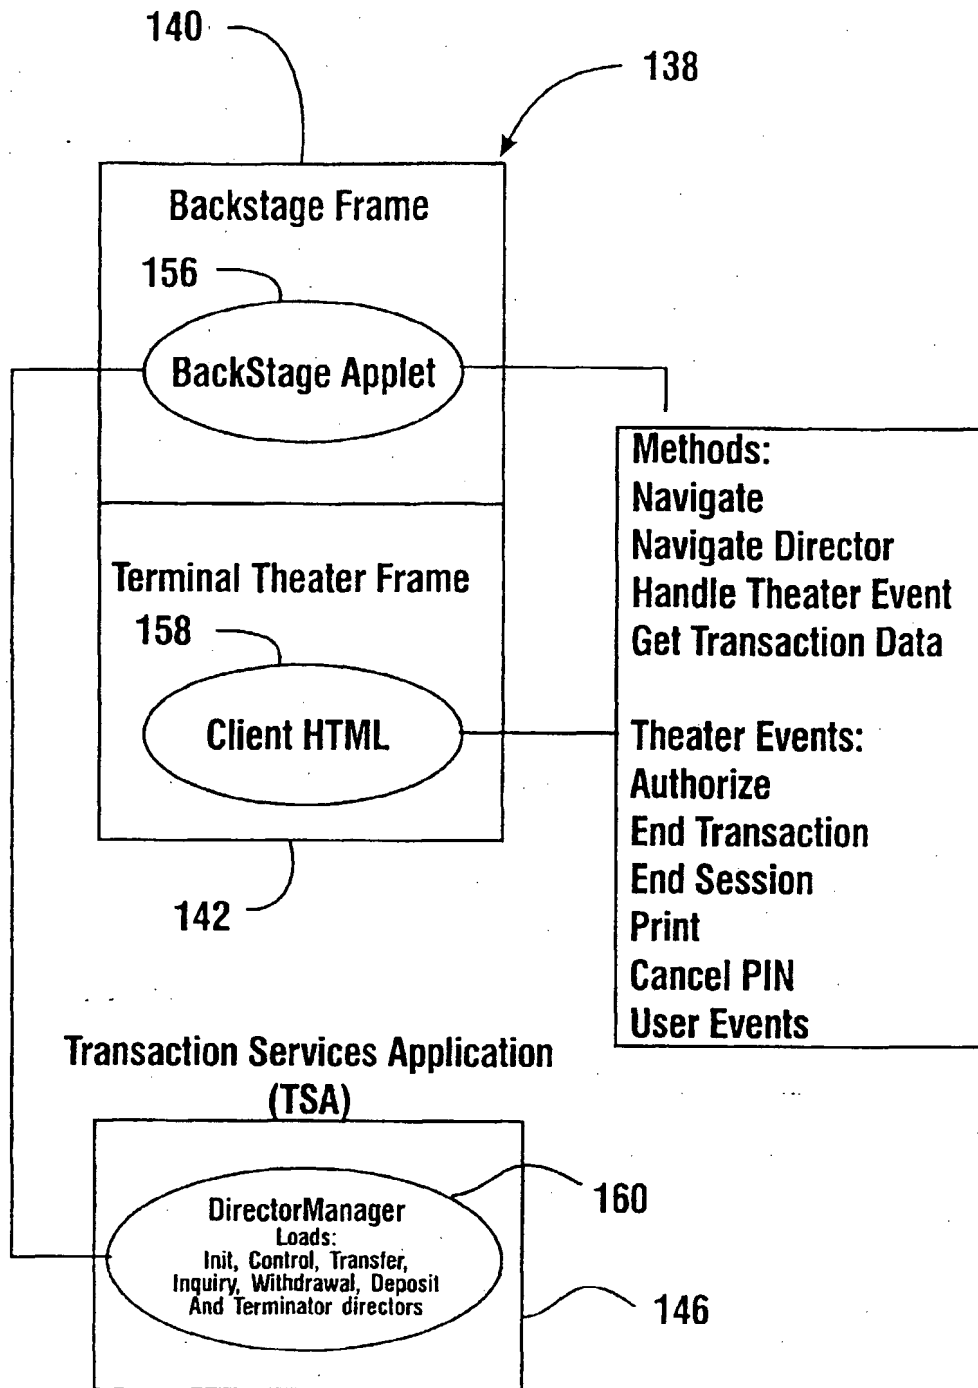 140
138
Backstage Frame
156
BackStage Applet
Methods:
Navigate
Navigate Director
Handle Theater Event
Get Transaction Data
Terminal Theater Frame
158
Client HTML
Theater Events:
Authorize
End Transaction
End Session
Print
Cancel PIN
User Events
142
Transaction Services Application
(TSA)
160
DirectorManager
Loads:
Init, Control, Transfer,
Inquiry, Withdrawal, Deposit
And Terminator directors
146